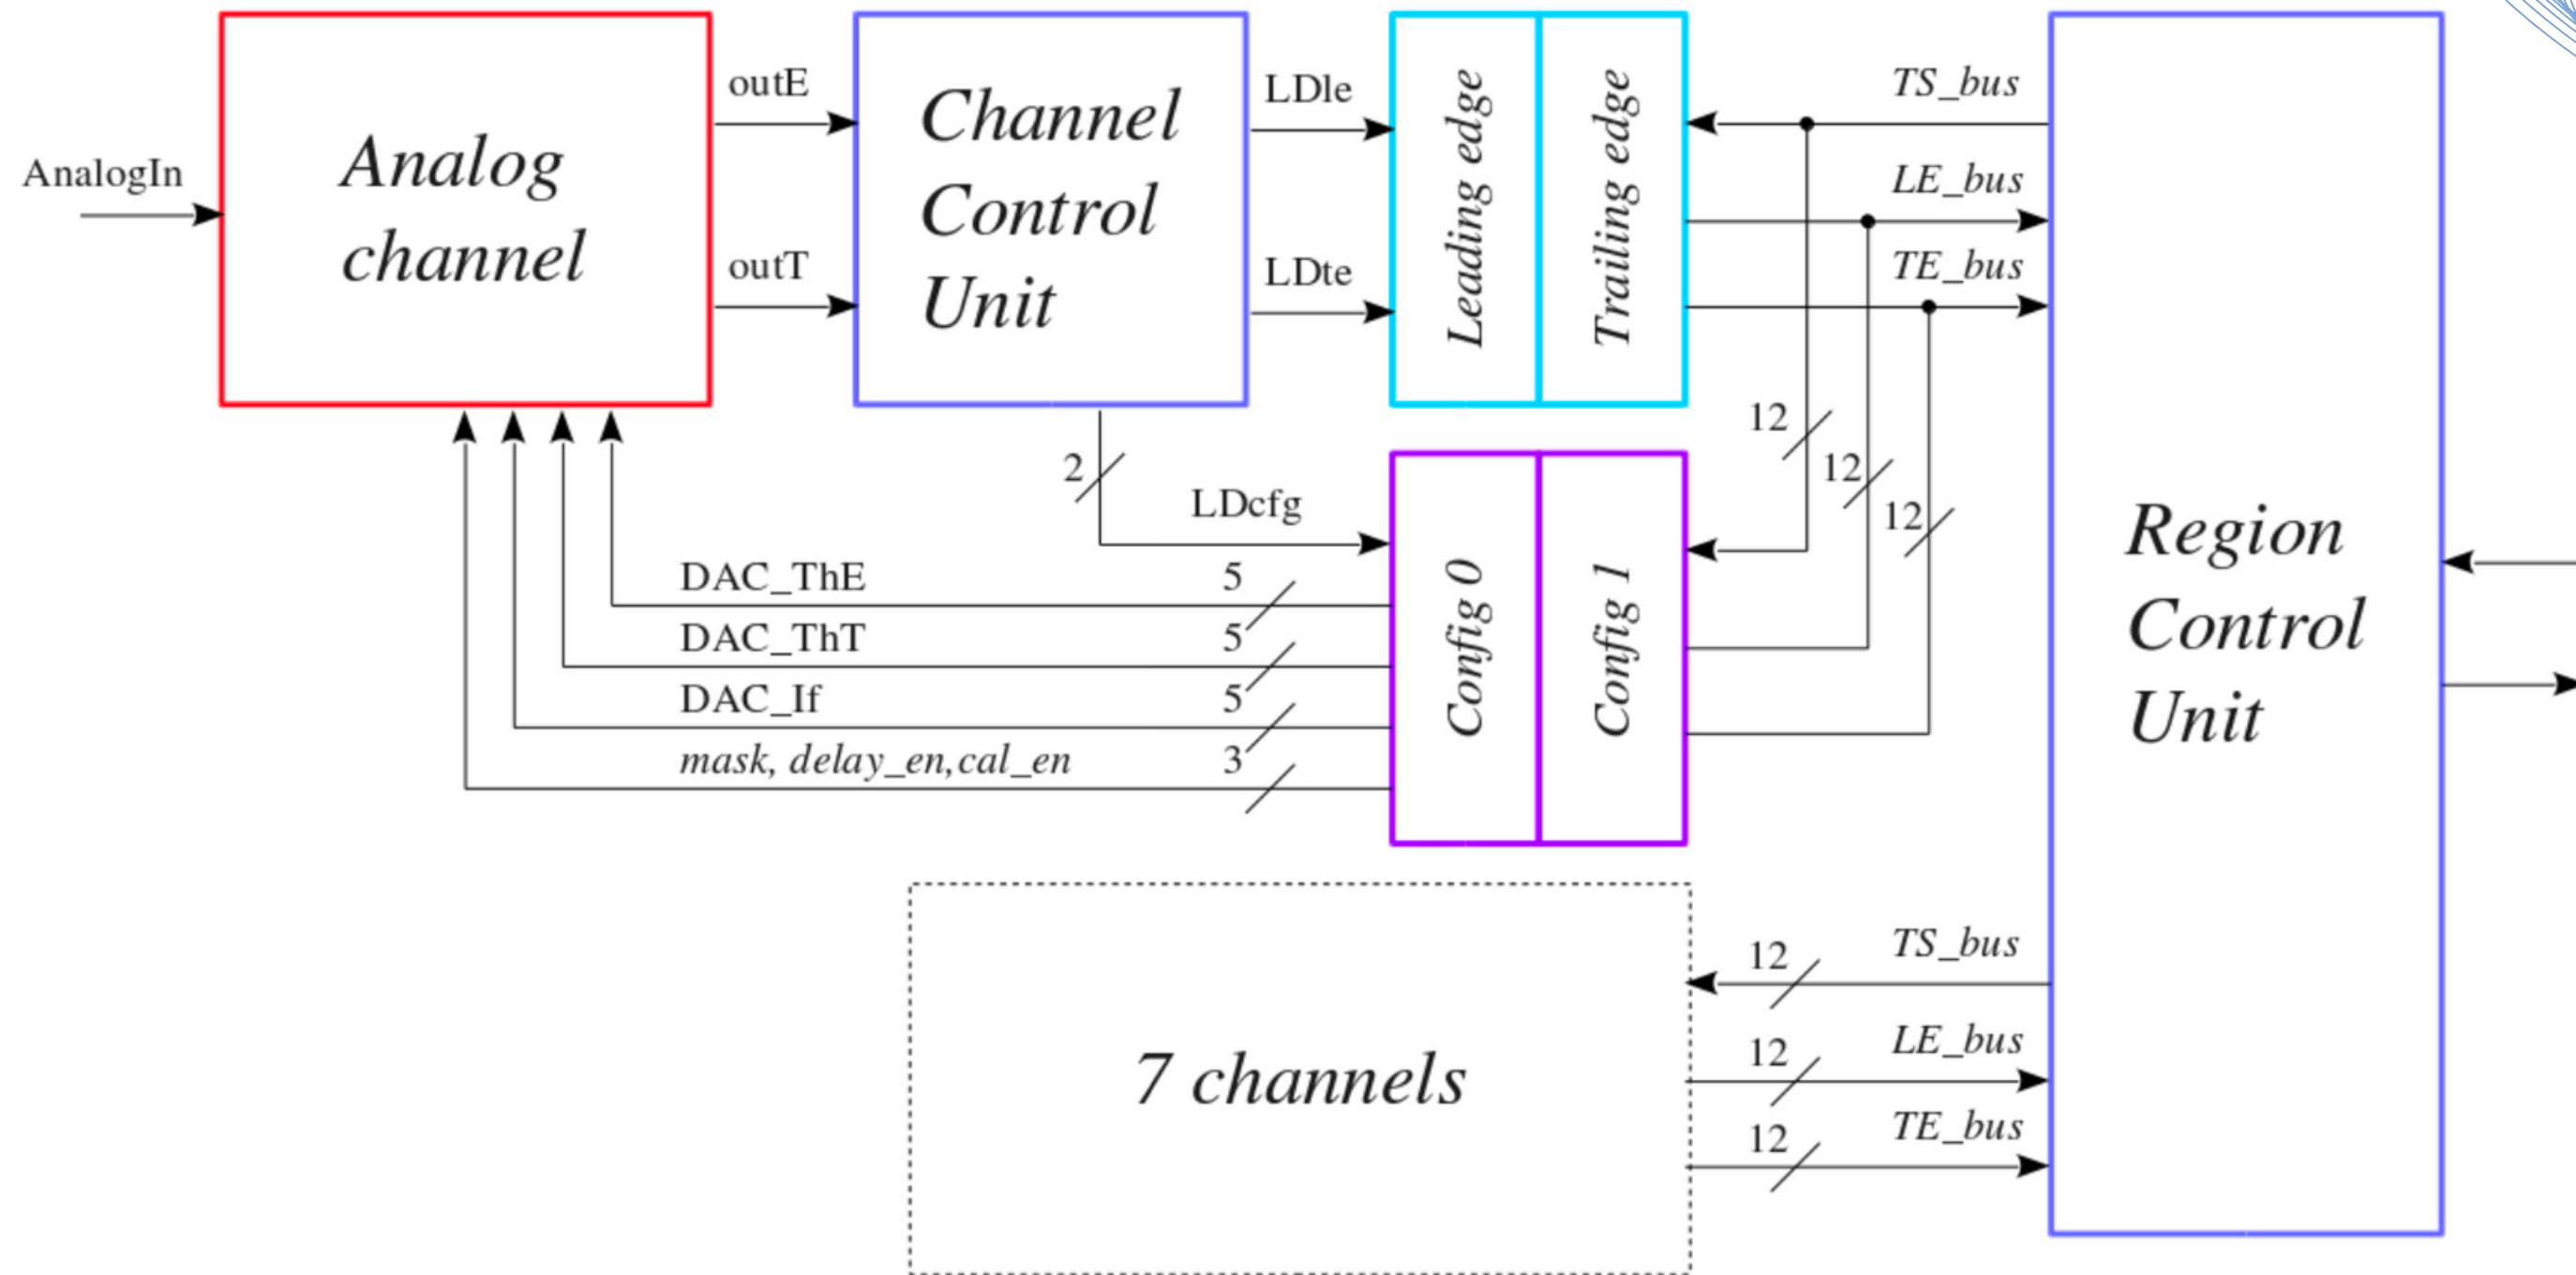 AnalogIn
Analog
channel
outE
outT
Channel
Control
Unit
LDle
LDte
Leading edge
Trailing edge
TS_bus
LE_bus
TE_bus
12
12
12
2
LDcfg
DAC_ThE
5
DAC_ThT
5
DAC_If
5
mask, delay_en,cal_en
3
Config 0
Config 1
Region
Control
Unit
7 channels
12
TS_bus
12
LE_bus
12
TE_bus